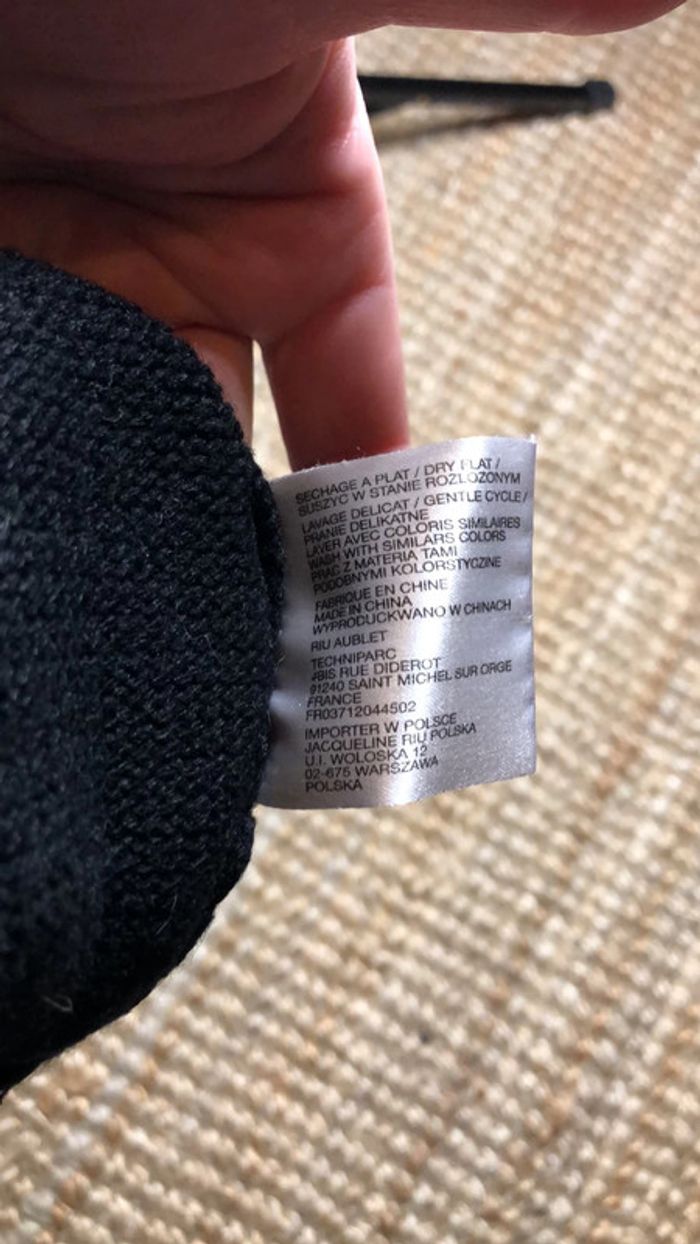 SECHAGE A PLAT / DRY FLAT /
SUSZYC W STANIE ROZLOZONYM
LAVAGE DELICAT / GENTLE CYCLE /
PRANIE DELIKATNE
LAVER AVEC COLORIS SIMILAIRES
WASH WITH SIMILARS COLORS
PRAC Z MATERIA TAMI
PODOBNYMI KOLORSTYCZINE
FABRIQUE EN CHINE
MADE IN CHINA
WYPRODUCKWANO W CHINACH
RIU AUBLET
TECHNIPARC
4BIS RUE DIDEROT
91240 SAINT MICHEL SUR ORGE
FRANCE
FR03712044502
IMPORTER W POLSCE
JACQUELINE RIU POLSKA
U.I. WOLOSKA 12
02-675 WARSZAWA
POLSKA